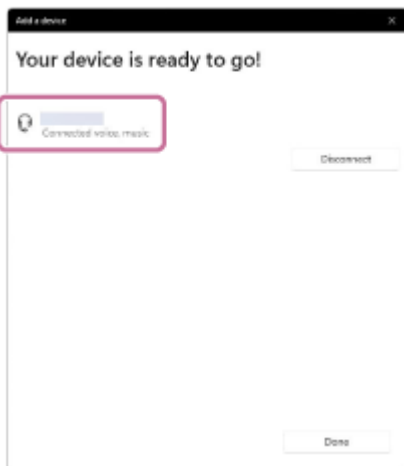 Add a device
Your device is ready to go!
Connected voice, music
Disconnect
Done